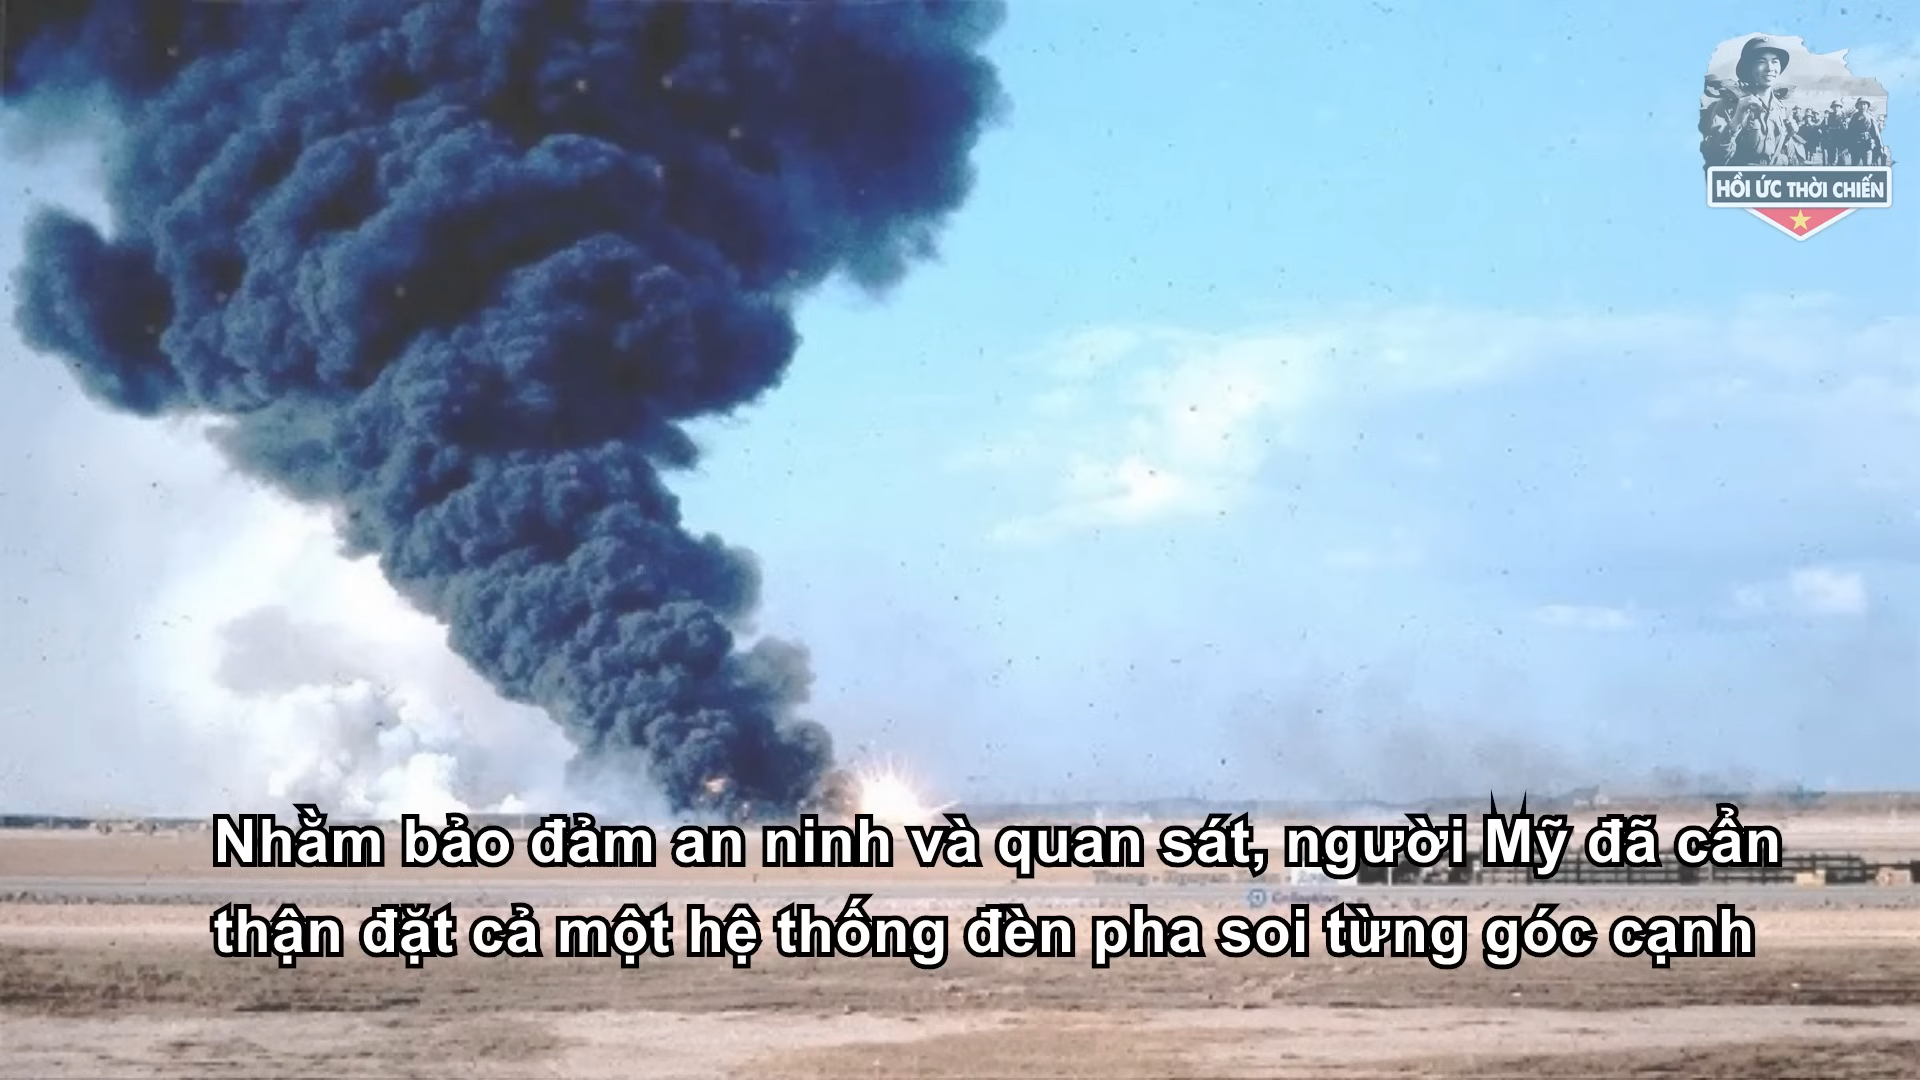 HỒI ỨC THỜI CHIẾN
Nhằm bảo đảm an ninh và quan sát, người Mỹ đã cẩn
thận đặt cả một hệ thống đèn pha soi từng góc cạnh